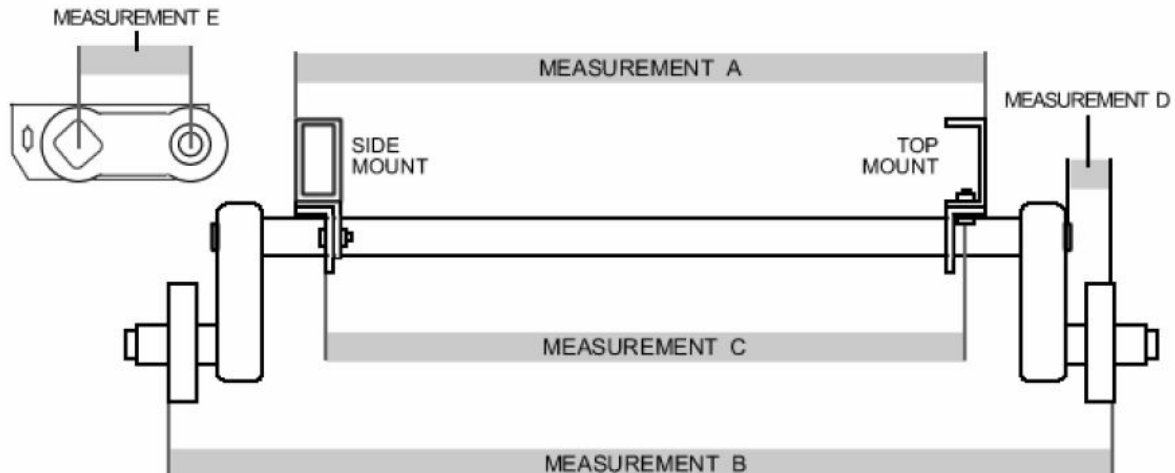 MEASUREMENT E
MEASUREMENT A
MEASUREMENT D
SIDE
MOUNT
TOP
MOUNT
MEASUREMENT C
MEASUREMENT B